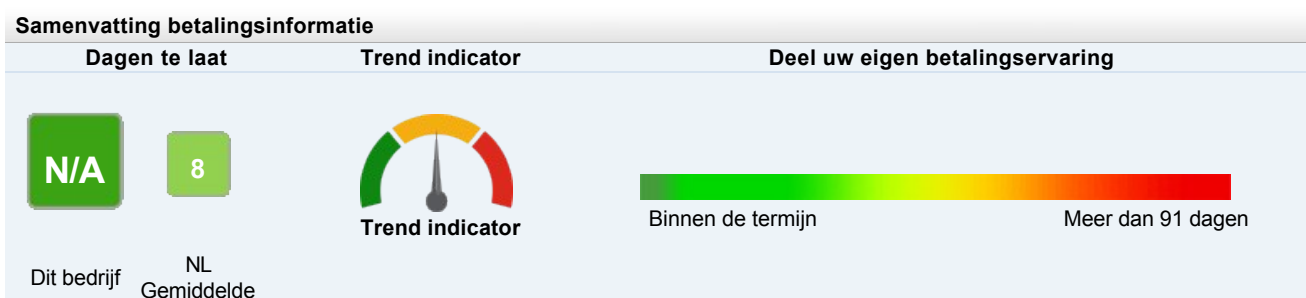 Samenvatting betalingsinformatie
Dagen te laat Trend indicator Deel uw eigen betalingservaring
N/A 8
Trend indicator
Binnen de termijn Meer dan 91 dagen
Dit bedrijf NL
Gemiddelde